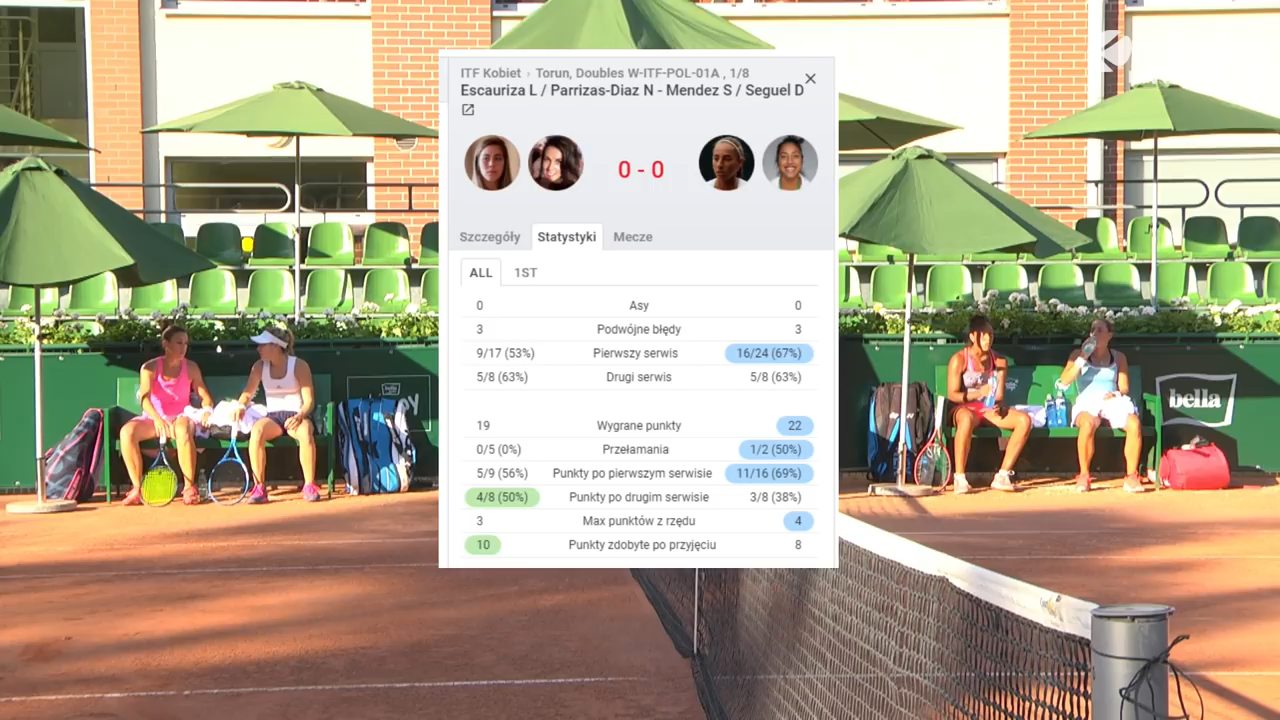 ITF Kobiet › Torun, Doubles W-ITF-POL-01A , 1/8
Escauriza L / Parrizas-Diaz N - Mendez S / Seguel D
0 - 0
Szczegóły Statystyki Mecze
ALL 1ST
0 Asy 0
3 Podwójne błędy 3
9/17 (53%) Pierwszy serwis 16/24 (67%)
5/8 (63%) Drugi serwis 5/8 (63%)
19 Wygrane punkty 22
0/5 (0%) Przełamania 1/2 (50%)
5/9 (56%) Punkty po pierwszym serwisie 11/16 (69%)
4/8 (50%) Punkty po drugim serwisie 3/8 (38%)
3 Max punktów z rzędu 4
10 Punkty zdobyte po przyjęciu 8
bella